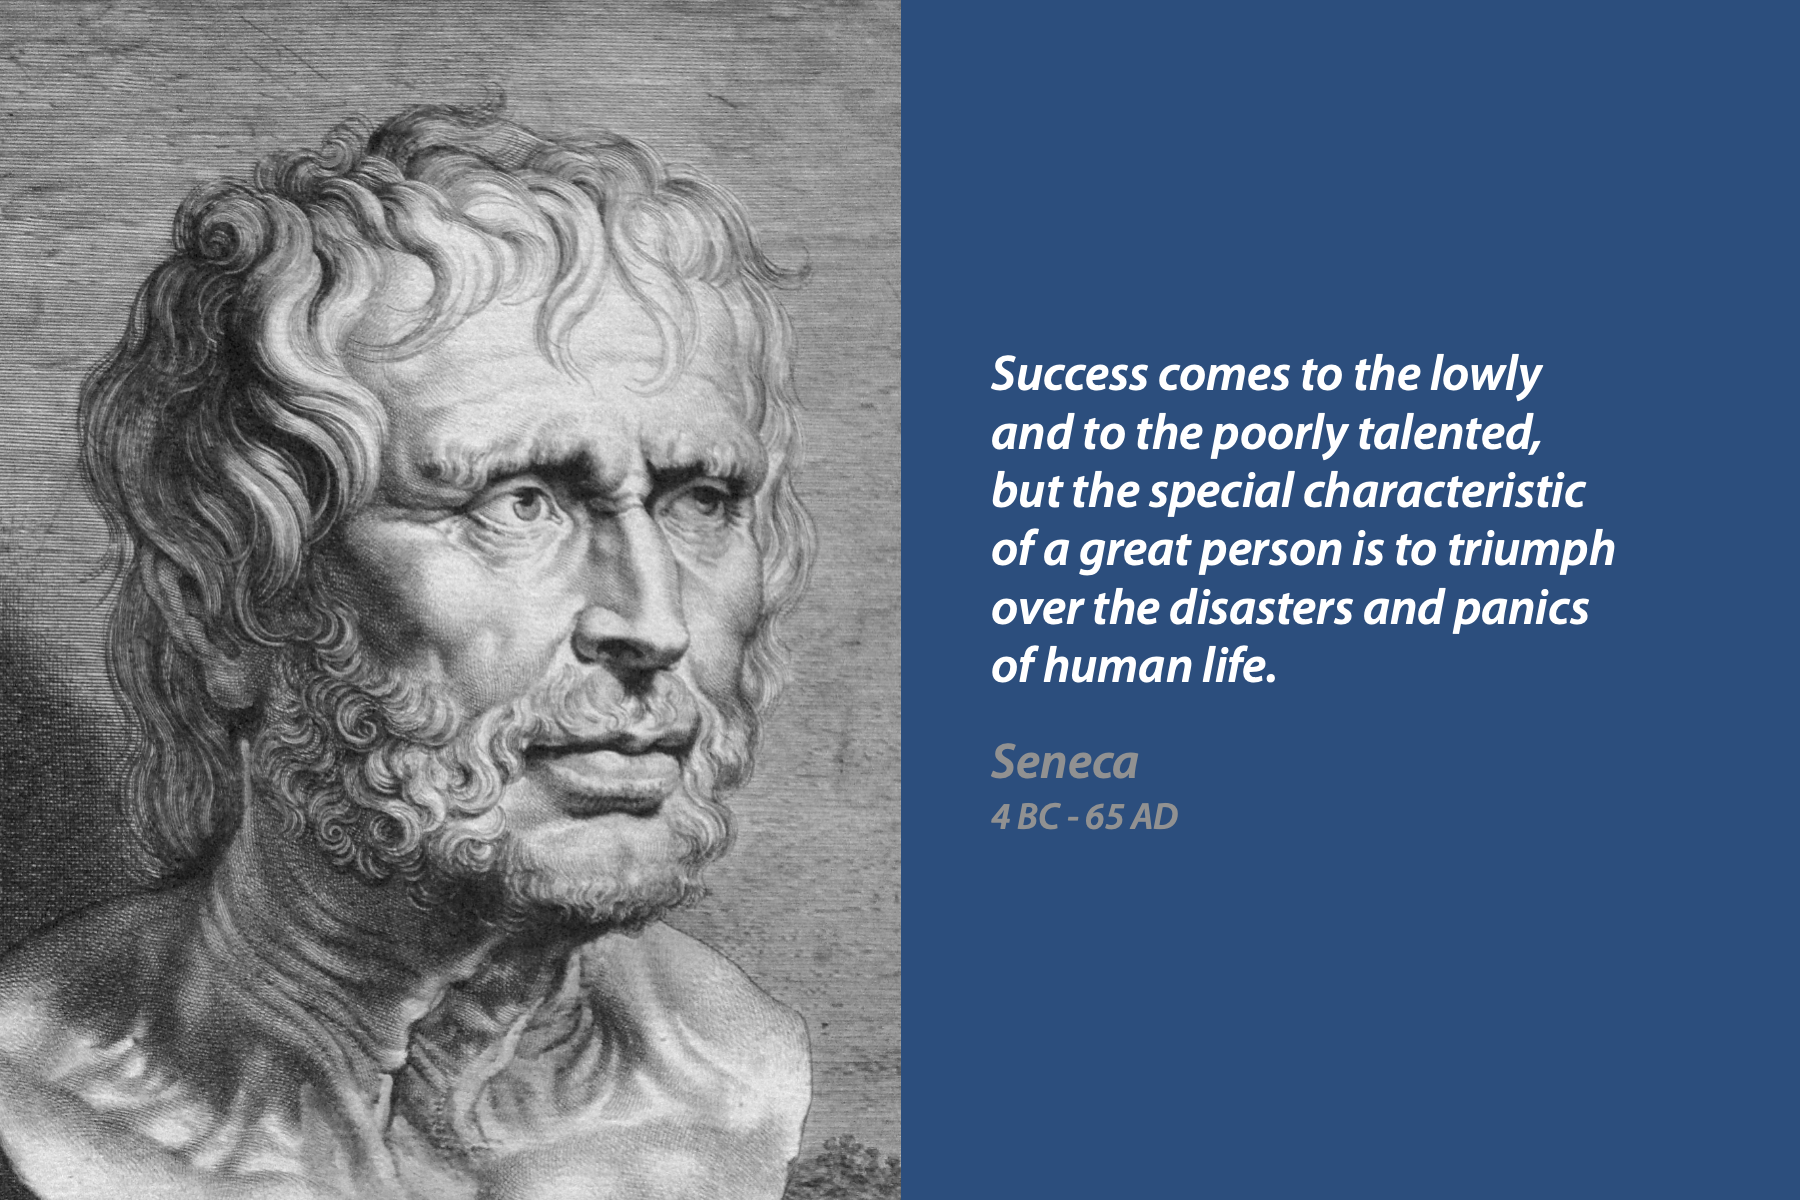 Success comes to the lowly
and to the poorly talented,
but the special characteristic
of a great person is to triumph
over the disasters and panics
of human life.
Seneca
4 BC - 65 AD